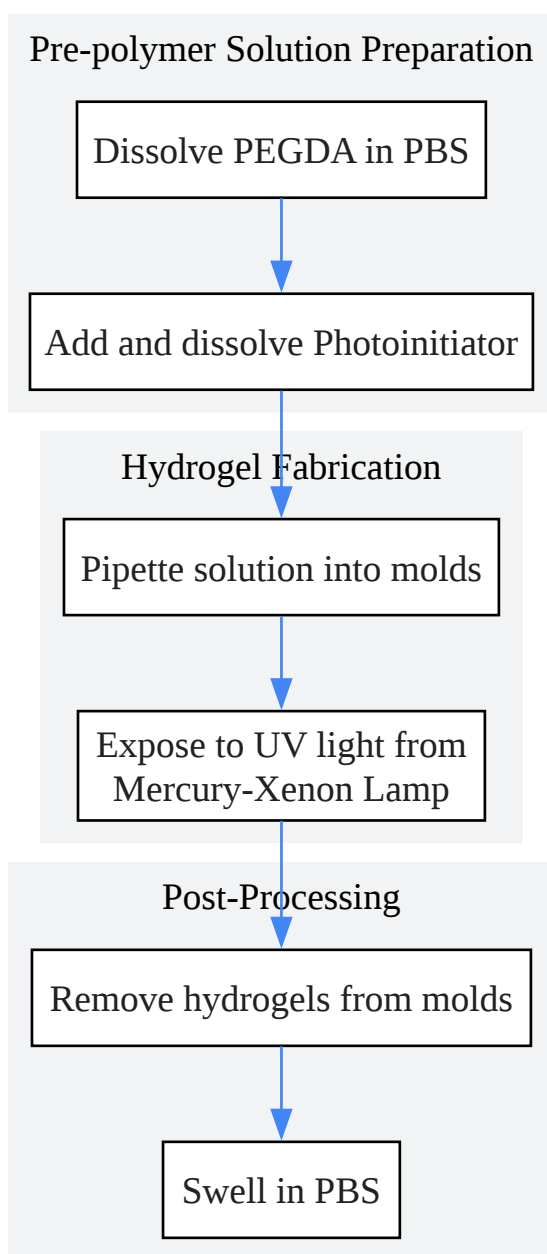 Pre-polymer Solution Preparation
Dissolve PEGDA in PBS
Add and dissolve Photoinitiator
Hydrogel Fabrication
Pipette solution into molds
Expose to UV light from
Mercury-Xenon Lamp
Post-Processing
Remove hydrogels from molds
Swell in PBS